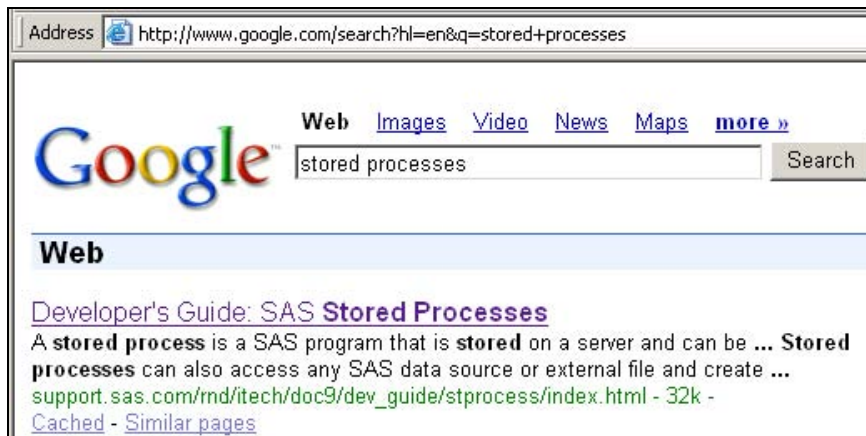 Address http://www.google.com/search?hl=en&q=stored+processes
Web Images Video News Maps more »
Google™
stored processes Search
Web
Developer's Guide: SAS Stored Processes
A stored process is a SAS program that is stored on a server and can be ... Stored
processes can also access any SAS data source or external file and create ...
support.sas.com/rnd/itech/doc9/dev_guide/stprocess/index.html - 32k -
Cached - Similar pages